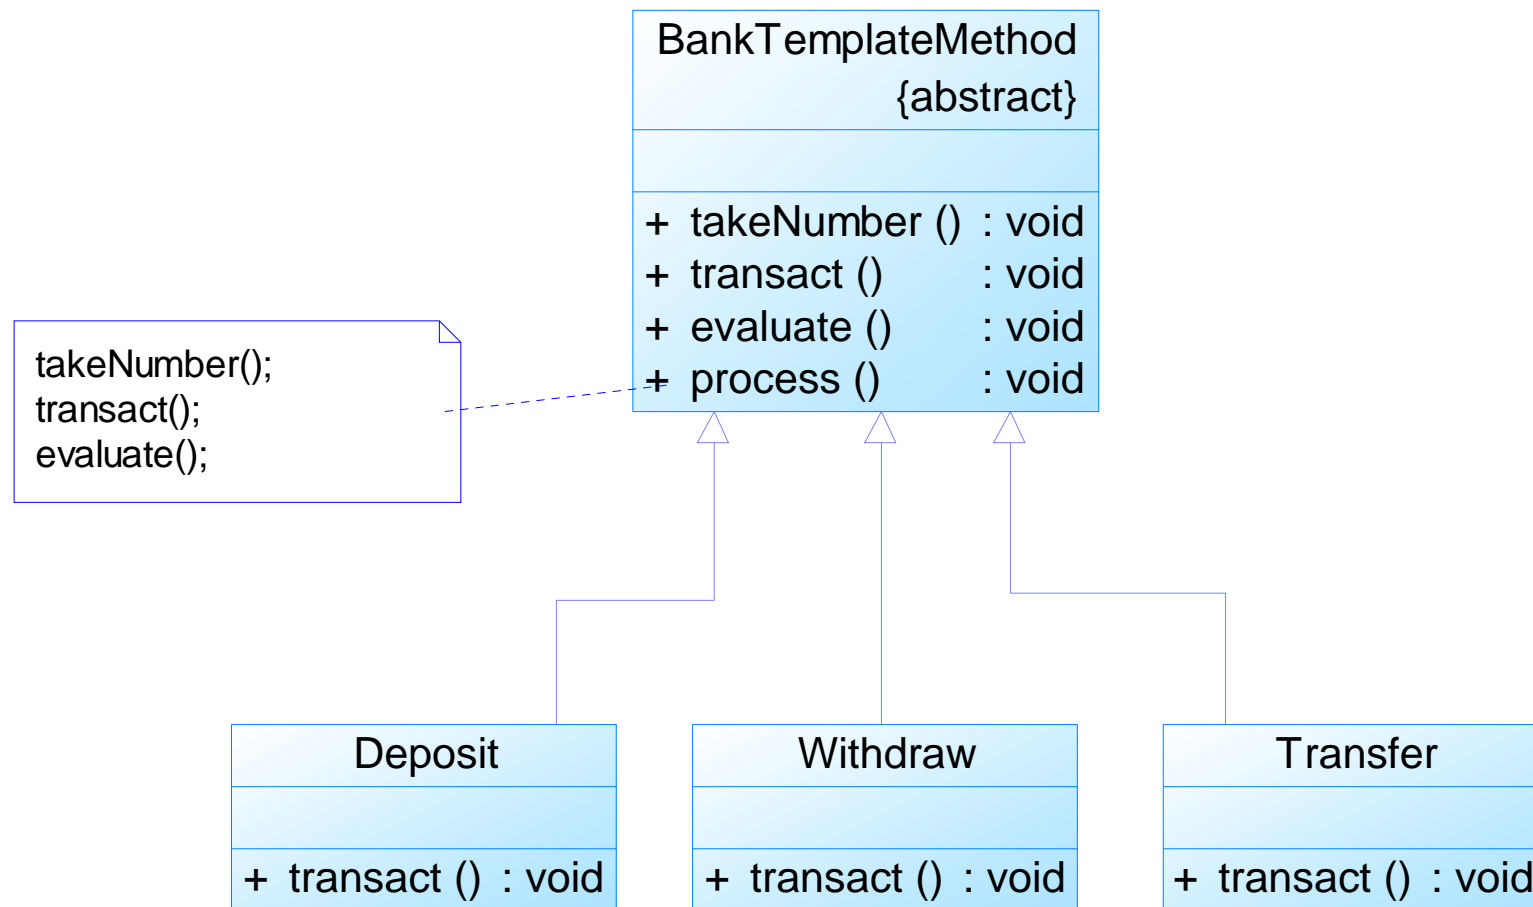 BankTemplateMethod
{abstract}
+ takeNumber () : void
+ transact () : void
+ evaluate () : void
+ process () : void
takeNumber();
transact();
evaluate();
Deposit
+ transact () : void
Withdraw
+ transact () : void
Transfer
+ transact () : void